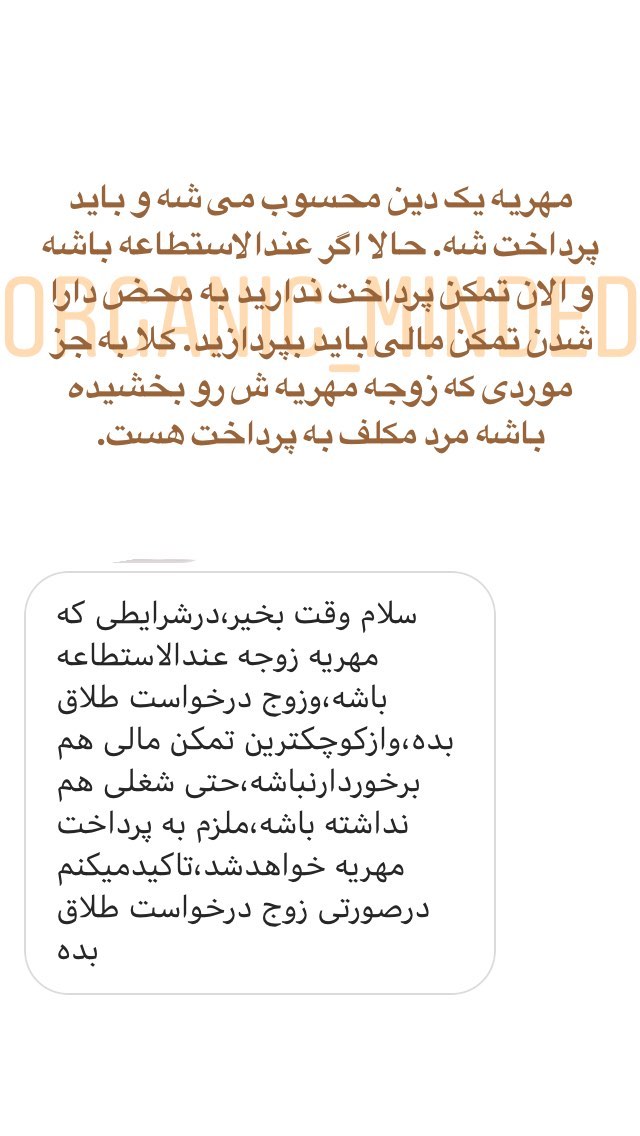 مهریه یک دین محسوب می شه و باید
پرداخت شه. حالا اگر عندالاستطاعه باشه
و الان تمکن پرداخت ندارید به محض دارا
شدن تمکن مالی باید بپردازید. کلا به جز
موردی که زوجه مهریه ش رو بخشیده
باشه مرد مکلف به پرداخت هست.
ORGANIC_MINDED
سلام وقت بخیر،درشرایطی که
مهریه زوجه عندالاستطاعه
باشه،وزوج درخواست طلاق
بده،وازکوچکترین تمکن مالی هم
برخوردارنباشه،حتی شغلی هم
نداشته باشه،ملزم به پرداخت
مهریه خواهدشد،تاکیدمیکنم
درصورتی زوج درخواست طلاق
بده